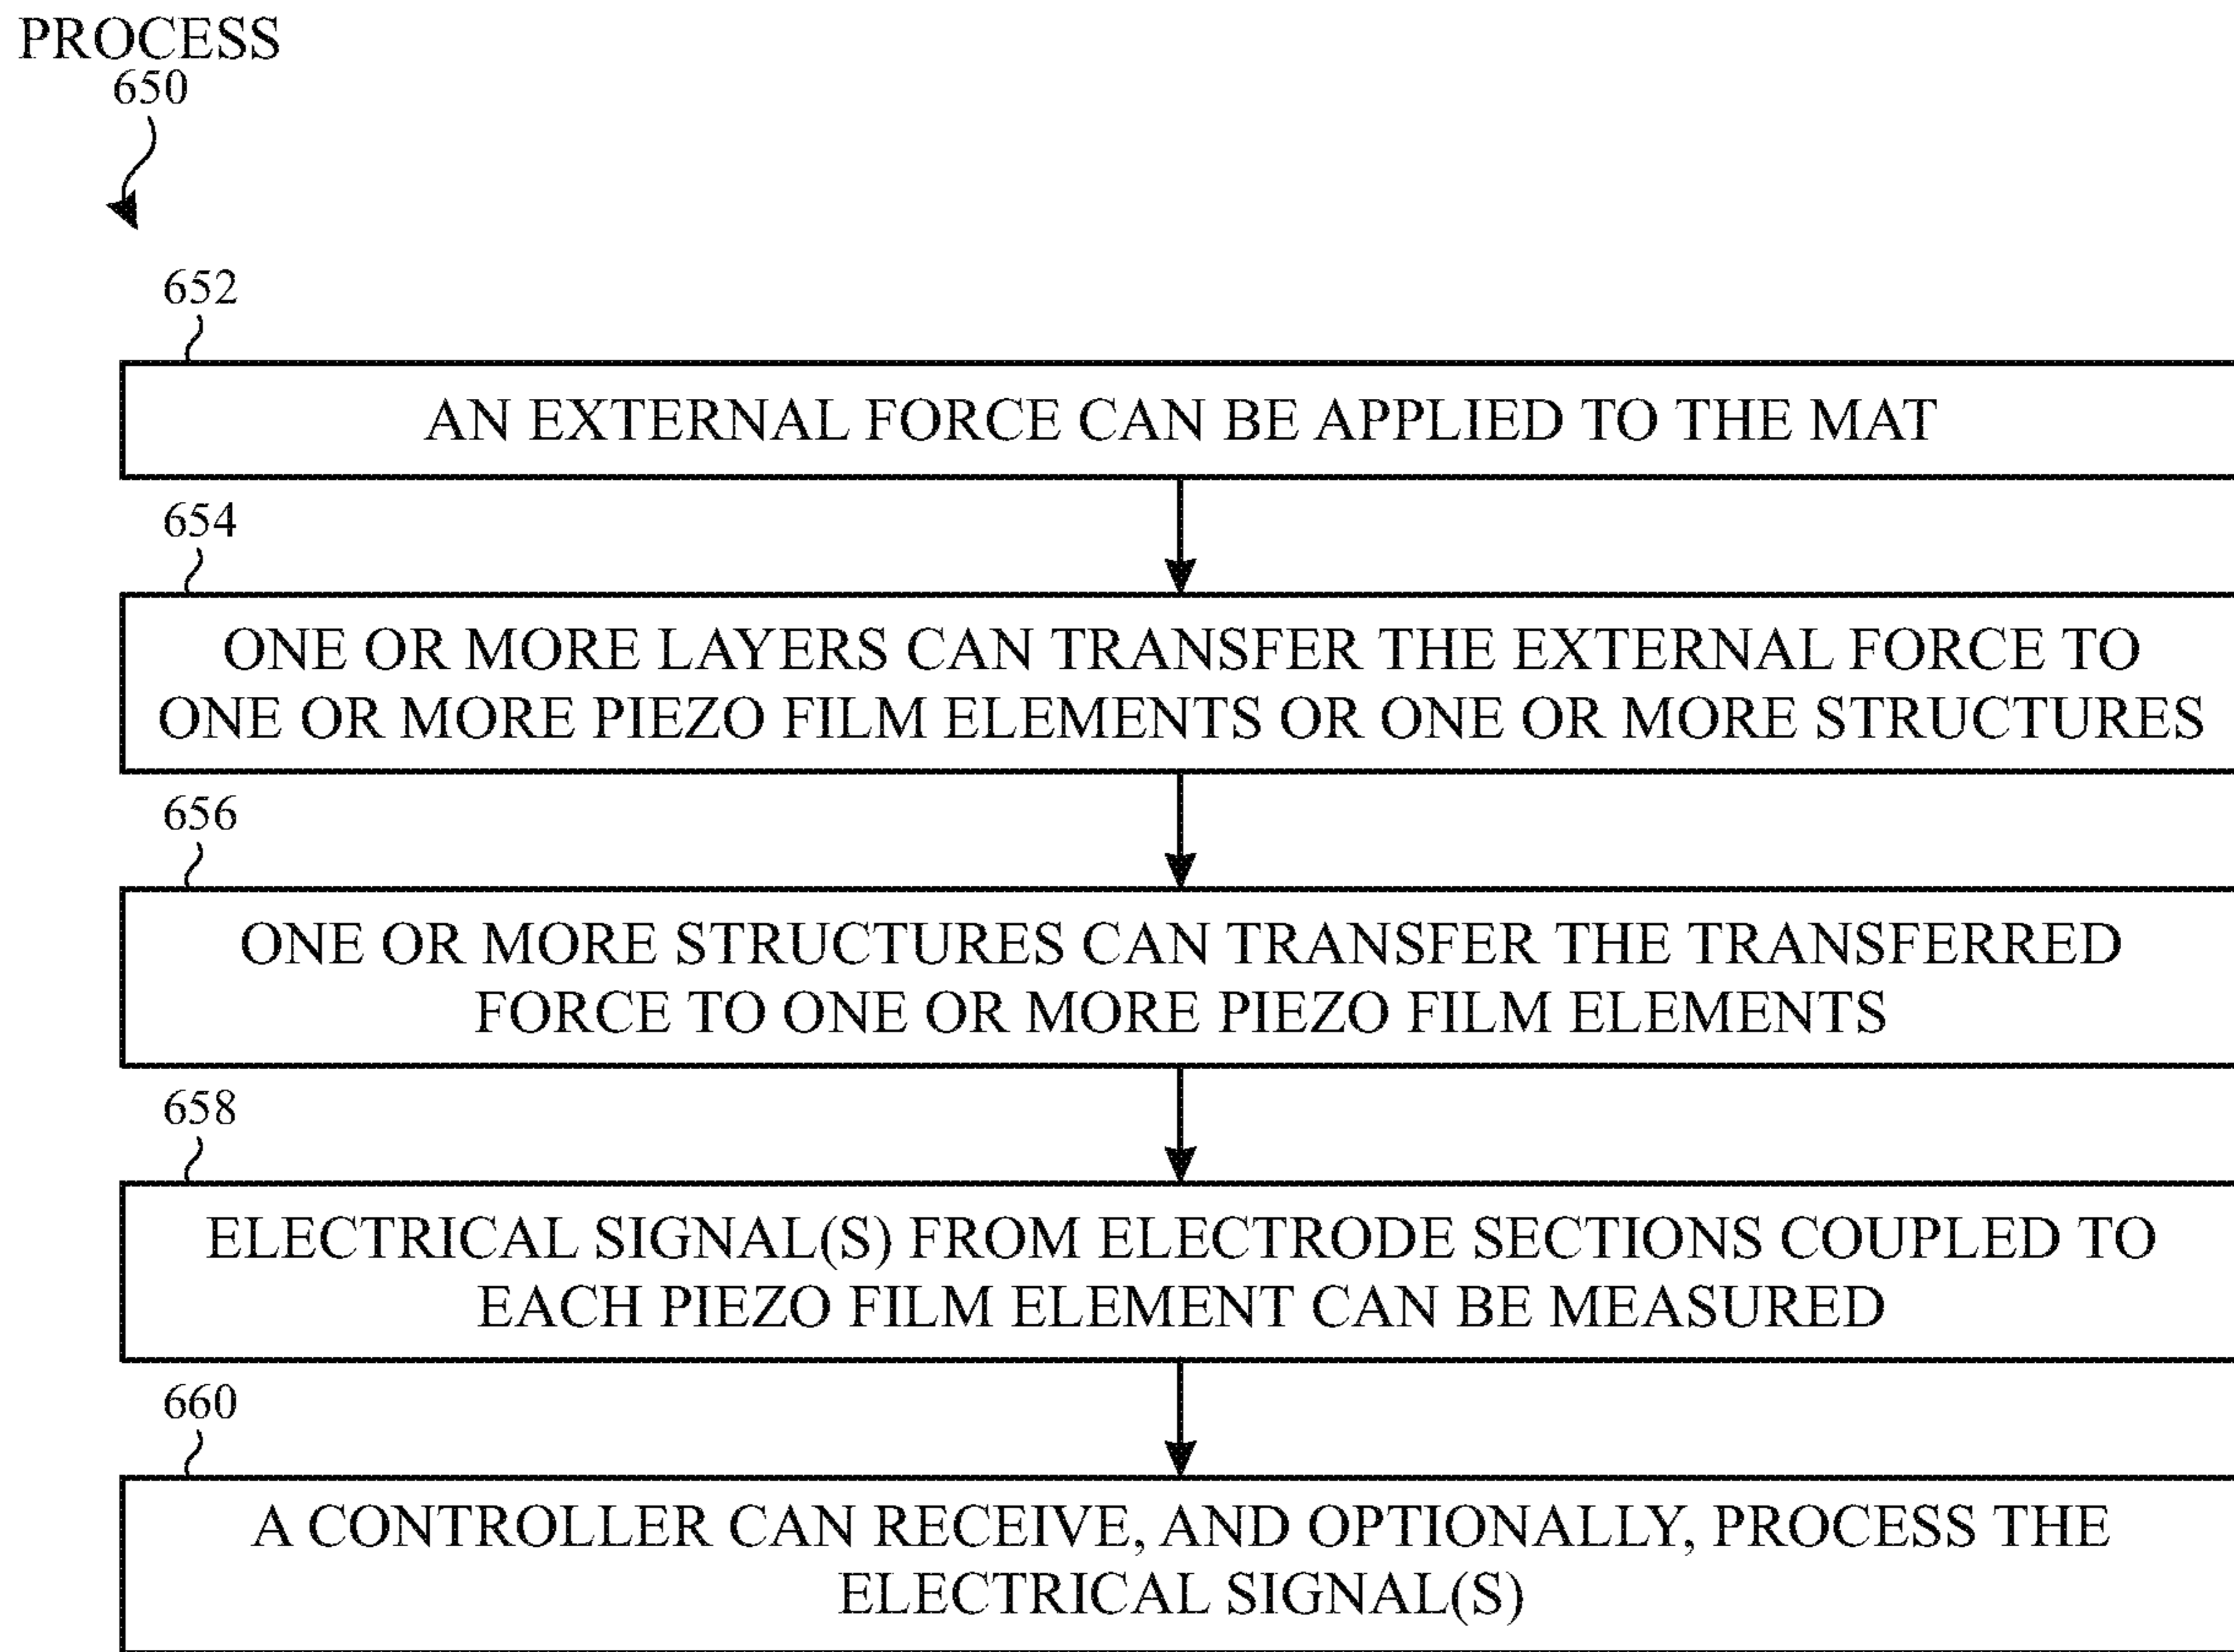 PROCESS
650
652
AN EXTERNAL FORCE CAN BE APPLIED TO THE MAT
654
ONE OR MORE LAYERS CAN TRANSFER THE EXTERNAL FORCE TO
ONE OR MORE PIEZO FILM ELEMENTS OR ONE OR MORE STRUCTURES
656
ONE OR MORE STRUCTURES CAN TRANSFER THE TRANSFERRED
FORCE TO ONE OR MORE PIEZO FILM ELEMENTS
658
ELECTRICAL SIGNAL(S) FROM ELECTRODE SECTIONS COUPLED TO
EACH PIEZO FILM ELEMENT CAN BE MEASURED
660
A CONTROLLER CAN RECEIVE, AND OPTIONALLY, PROCESS THE
ELECTRICAL SIGNAL(S)